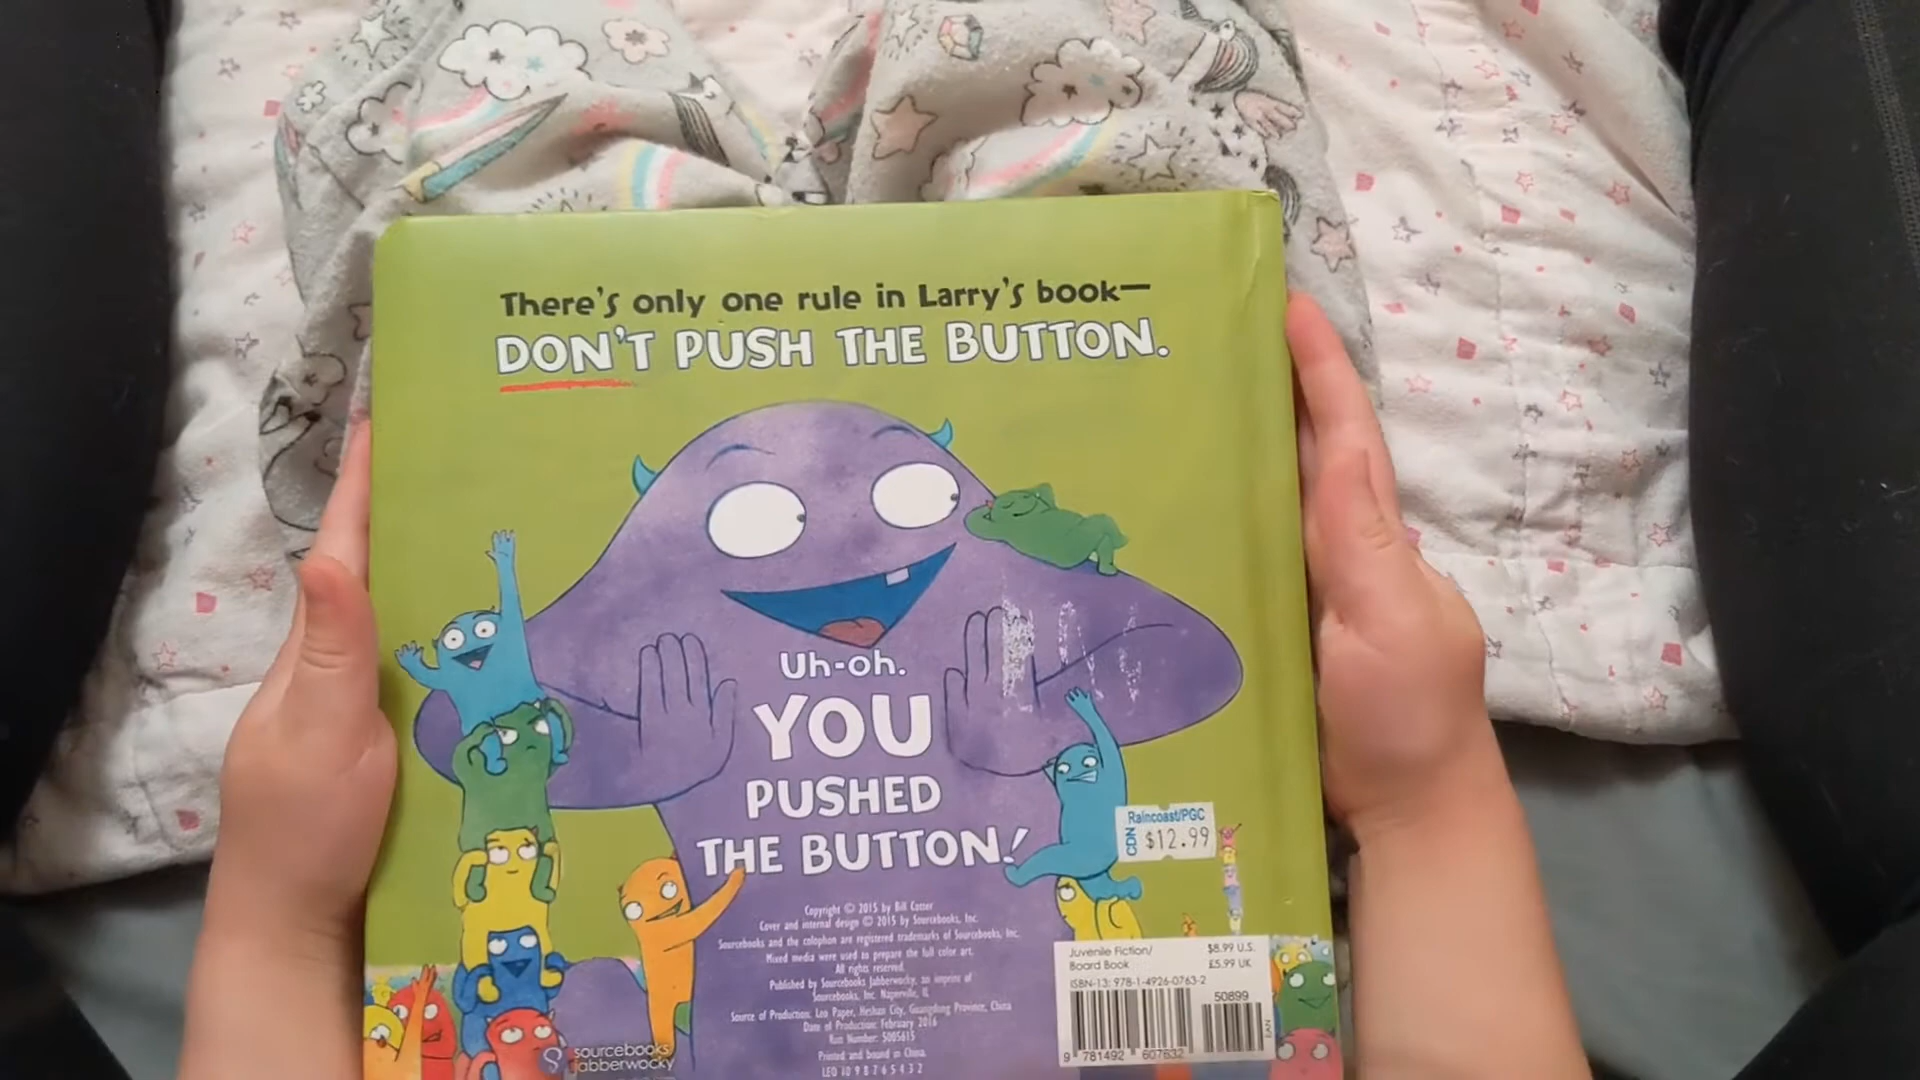 There's only one rule in Larry's book—
DON'T PUSH THE BUTTON.
Uh-oh.
YOU
PUSHED
THE BUTTON!
Raincoast/PGC
CDN $12.99
Copyright © 2015 by Bill Cotter
Cover and internal design © 2015 by Sourcebooks, Inc.
Sourcebooks and the colophon are registered trademarks of Sourcebooks, Inc.
Mixed media were used to prepare the full color art.
All rights reserved.
Published by Sourcebooks Jabberwocky, an imprint of
Sourcebooks, Inc. Naperville, IL
Source of Production: Leo Paper, Heshan City, Guangdong Province, China
Date of Production: February 2016
Run Number: 5005615
Printed and bound in China.
LEO 10 9 8 7 6 5 4 3 2
sourcebooks
jabberwocky
Juvenile Fiction/
Board Book
$8.99 U.S.
£5.99 UK
ISBN-13: 978-1-4926-0763-2
50899
EAN
9 781492 607632